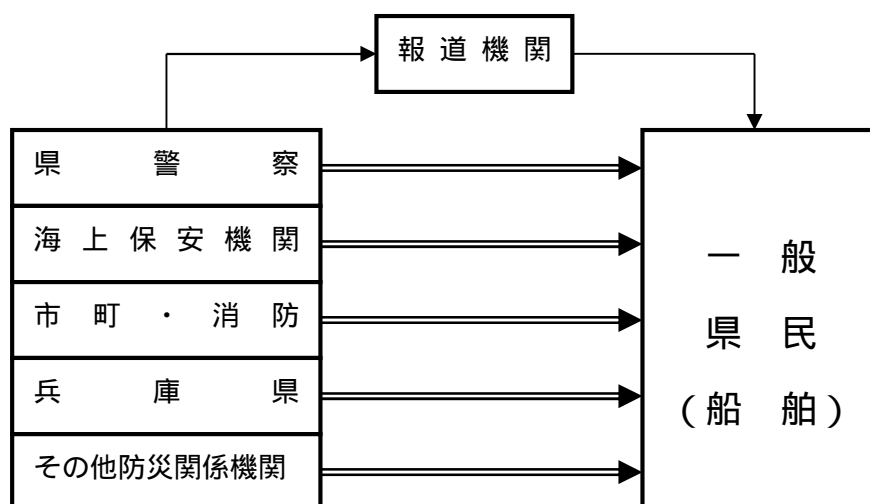 報道機関
県警察
海上保安機関
市町・消防
兵庫県
その他防災関係機関
一般
県民
(船舶)